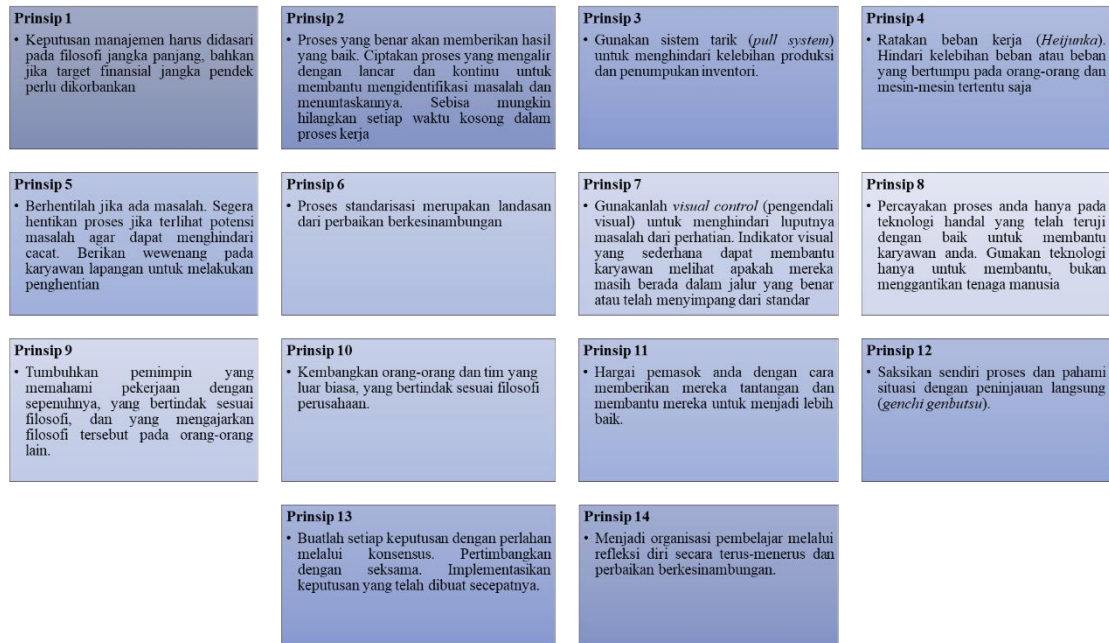 Prinsip 1
• Keputusan manajemen harus didasari
pada filosofi jangka panjang, bahkan
jika target finansial jangka pendek
perlu dikorbankan
Prinsip 2
• Proses yang benar akan memberikan hasil
yang baik. Ciptakan proses yang mengalir
dengan lancar dan kontinu untuk
membantu mengidentifikasi masalah dan
menuntaskannya. Sebisa mungkin
hilangkan setiap waktu kosong dalam
proses kerja
Prinsip 3
• Gunakan sistem tarik (pull system)
untuk menghindari kelebihan produksi
dan penumpukan inventori.
Prinsip 4
• Ratakan beban kerja (Heijunka).
Hindari kelebihan beban atau beban
yang bertumpu pada orang-orang dan
mesin-mesin tertentu saja
Prinsip 5
• Berhentilah jika ada masalah. Segera
hentikan proses jika terlihat potensi
masalah agar dapat menghindari
cacat. Berikan wewenang pada
karyawan lapangan untuk melakukan
penghentian
Prinsip 6
• Proses standarisasi merupakan landasan
dari perbaikan berkesinambungan
Prinsip 7
• Gunakanlah visual control (pengendali
visual) untuk menghindari luputnya
masalah dari perhatian. Indikator visual
yang sederhana dapat membantu
karyawan melihat apakah mereka
masih berada dalam jalur yang benar
atau telah menyimpang dari standar
Prinsip 8
• Percayakan proses anda hanya pada
teknologi handal yang telah teruji
dengan baik untuk membantu
karyawan anda. Gunakan teknologi
hanya untuk membantu, bukan
menggantikan tenaga manusia
Prinsip 9
• Tumbuhkan pemimpin yang
memahami pekerjaan dengan
sepenuhnya, yang bertindak sesuai
filosofi, dan yang mengajarkan
filosofi tersebut pada orang-orang
lain.
Prinsip 10
• Kembangkan orang-orang dan tim yang
luar biasa, yang bertindak sesuai filosofi
perusahaan.
Prinsip 11
• Hargai pemasok anda dengan cara
memberikan mereka tantangan dan
membantu mereka untuk menjadi lebih
baik.
Prinsip 12
• Saksikan sendiri proses dan pahami
situasi dengan peninjauan langsung
(genchi genbutsu).
Prinsip 13
• Buatlah setiap keputusan dengan perlahan
melalui konsensus. Pertimbangkan
dengan seksama. Implementasikan
keputusan yang telah dibuat secepatnya.
Prinsip 14
• Menjadi organisasi pembelajar melalui
refleksi diri secara terus-menerus dan
perbaikan berkesinambungan.